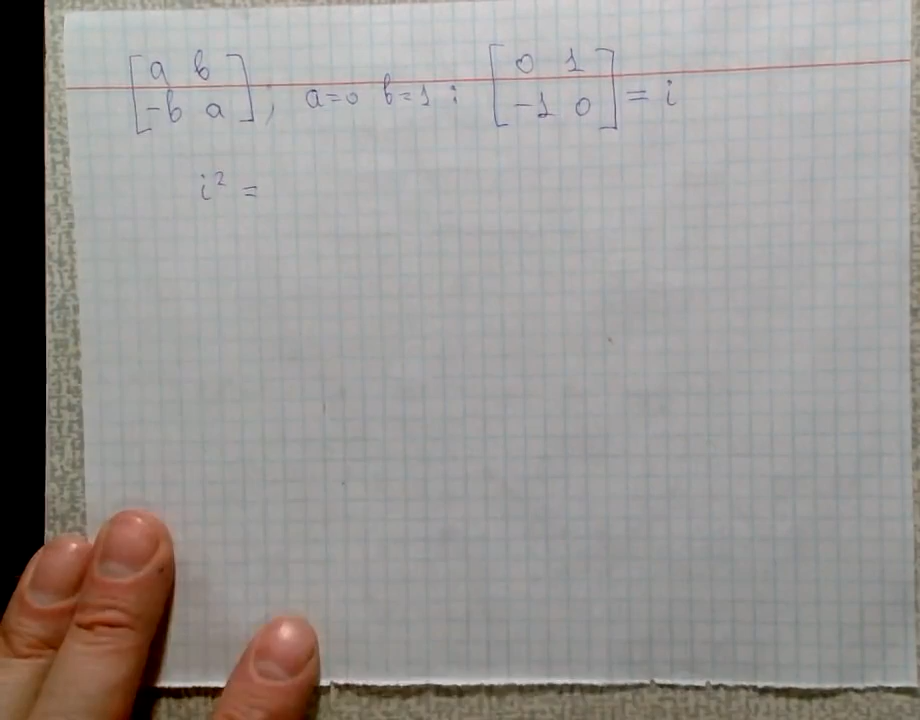 [a b
-b a]; a=0 b=1 : [0 1
-1 0] = i
i² =